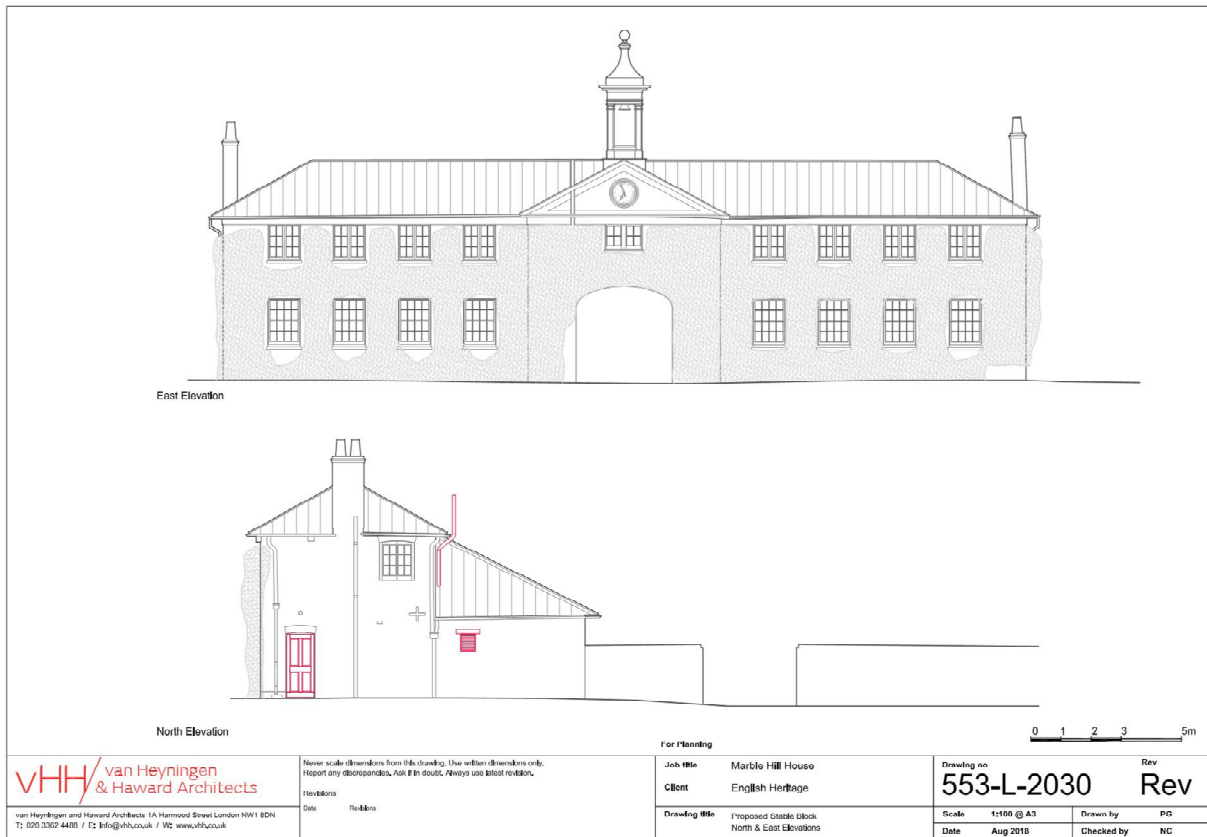 East Elevation
North Elevation
0 1 2 3 5m
For Planning
vHH/ van Heyningen
& Haward Architects
van Heyningen and Haward Architects 1A Harmood Street London NW1 8DN
T: 020 3362 4488 / E: info@vhh.co.uk / W: www.vhh.co.uk
Never scale dimensions from this drawing. Use written dimensions only.
Report any discrepancies. Ask if in doubt. Always use latest revision.
Revisions
Date Revisions
Job title Marble Hill House
Client English Heritage
Drawing title Proposed Stable Block
North & East Elevations
Drawing no Rev
553-L-2030 Rev
Scale 1:100 @ A3 Drawn by PG
Date Aug 2018 Checked by NC